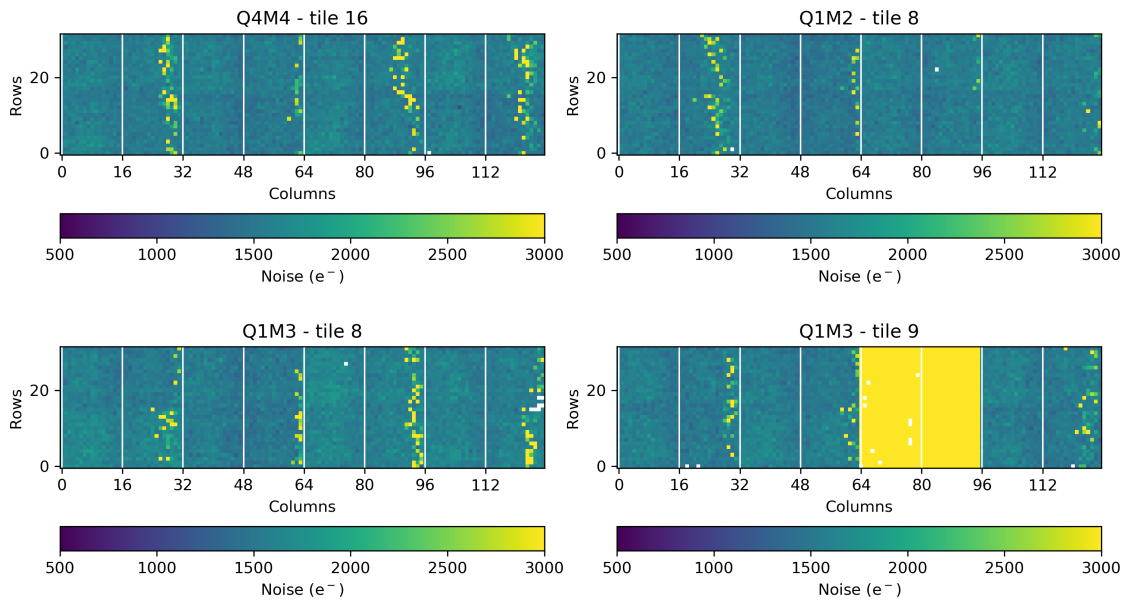 Q4M4 - tile 16
Rows
20
0
0 16 32 48 64 80 96 112
Columns
500 1000 1500 2000 2500 3000
Noise (e⁻)
Q1M2 - tile 8
Rows
20
0
0 16 32 48 64 80 96 112
Columns
500 1000 1500 2000 2500 3000
Noise (e⁻)
Q1M3 - tile 8
Rows
20
0
0 16 32 48 64 80 96 112
Columns
500 1000 1500 2000 2500 3000
Noise (e⁻)
Q1M3 - tile 9
Rows
20
0
0 16 32 48 64 80 96 112
Columns
500 1000 1500 2000 2500 3000
Noise (e⁻)